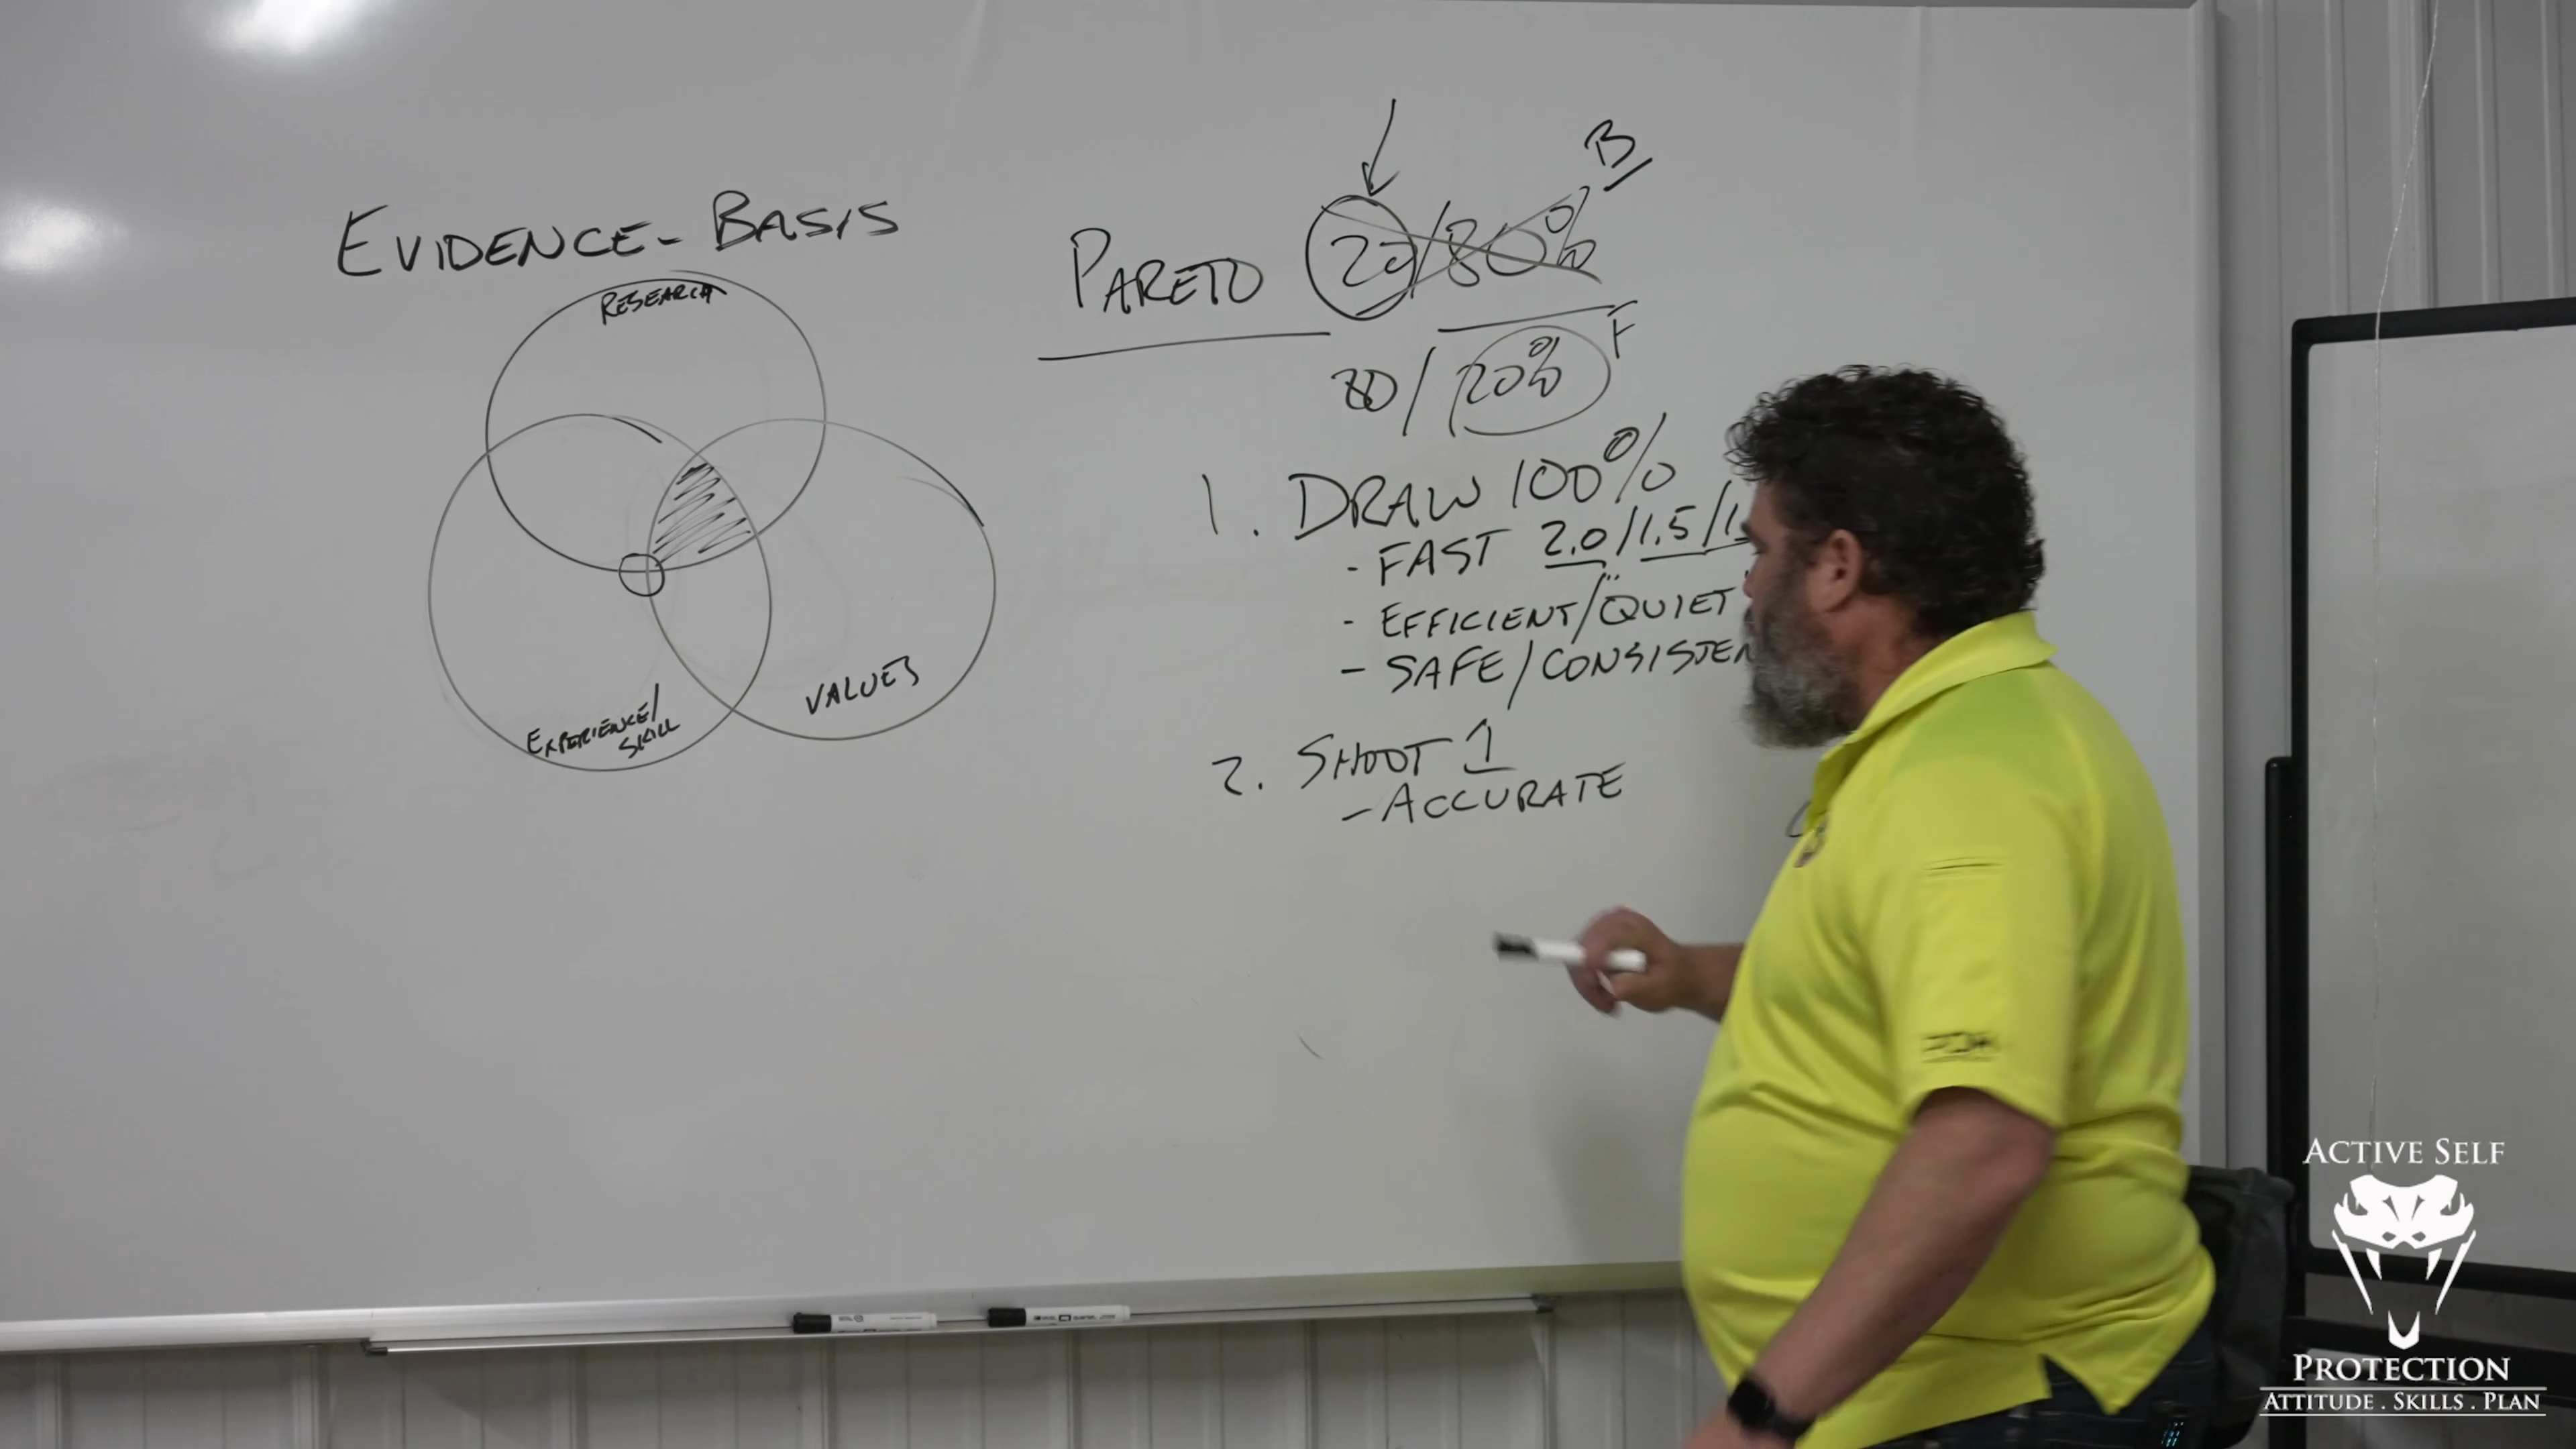 EVIDENCE-BASIS
RESEARCH
EXPERIENCE/
SKILL
VALUES
PARETO 20/80% B
80/20% F
1. DRAW 100%
- FAST 2.0/1.5/1.
- EFFICIENT/QUIET
- SAFE/CONSISTEN
2. SHOOT 1
- ACCURATE
ACTIVE SELF
PROTECTION
ATTITUDE . SKILLS . PLAN